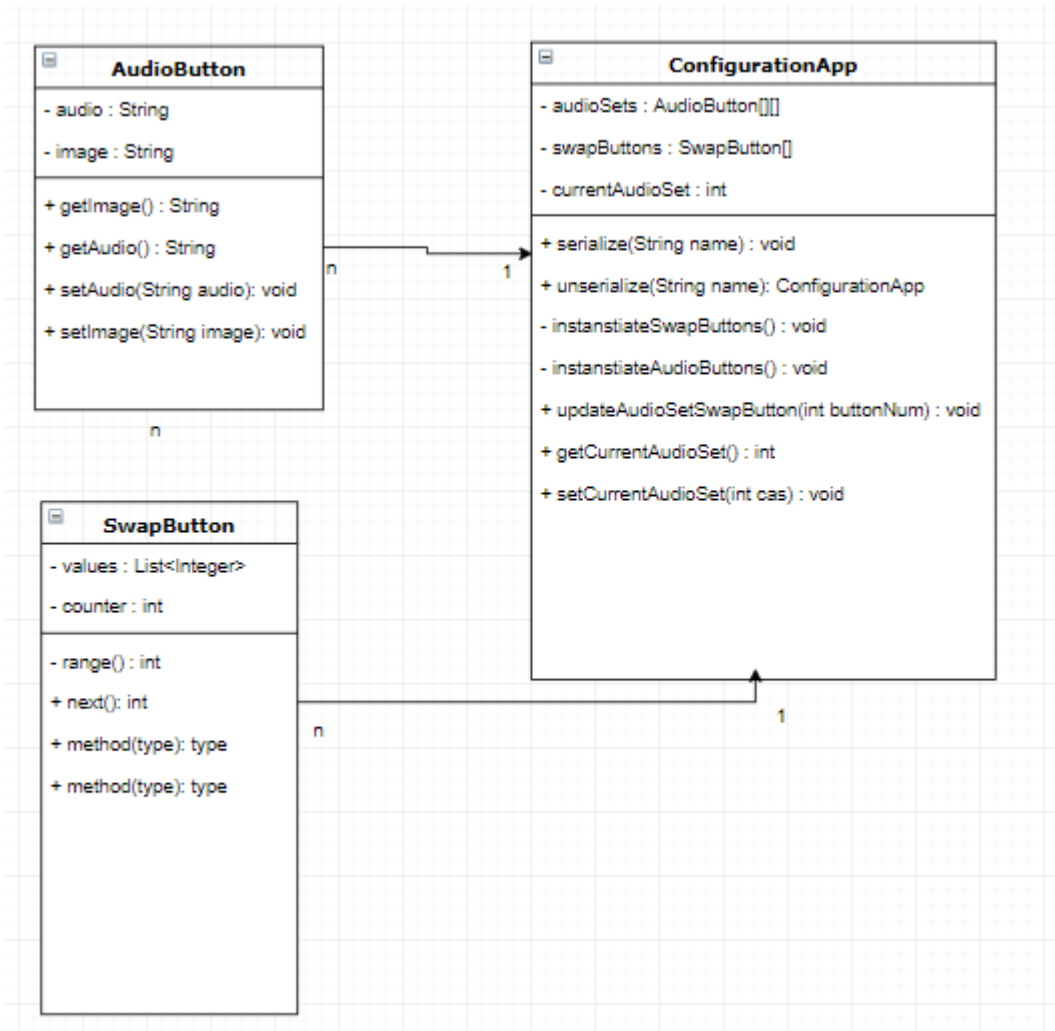 AudioButton
- audio : String
- image : String
+ getImage() : String
+ getAudio() : String
+ setAudio(String audio): void
+ setImage(String image): void
n
1
n
ConfigurationApp
- audioSets : AudioButton[][]
- swapButtons : SwapButton[]
- currentAudioSet : int
+ serialize(String name) : void
+ unserialize(String name): ConfigurationApp
- instanstiateSwapButtons() : void
- instanstiateAudioButtons() : void
+ updateAudioSetSwapButton(int buttonNum) : void
+ getCurrentAudioSet() : int
+ setCurrentAudioSet(int cas) : void
SwapButton
- values : List<Integer>
- counter : int
- range() : int
+ next(): int
+ method(type): type
+ method(type): type
n
1